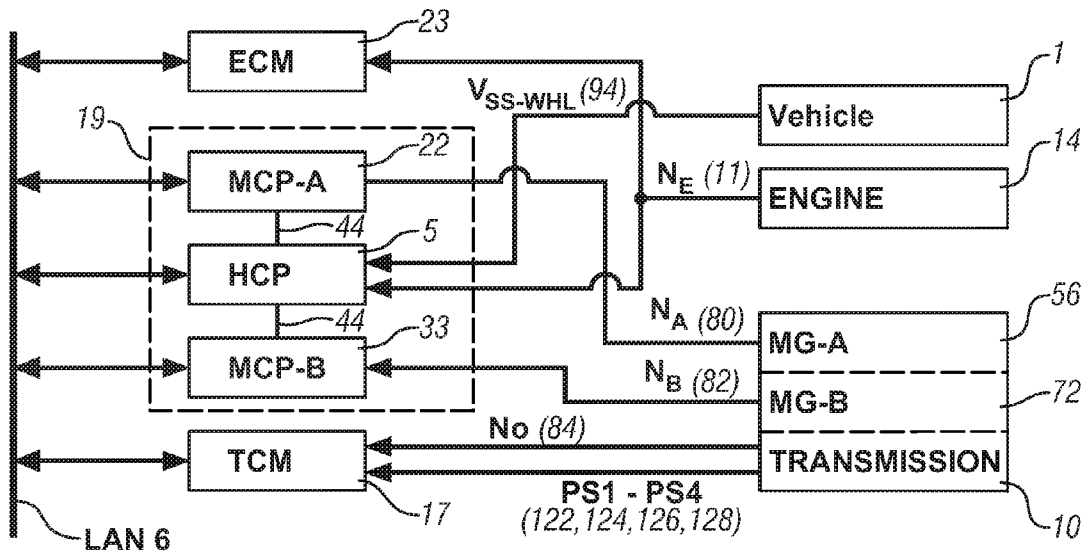 23
ECM
V_SS-WHL (94)
1
Vehicle
19
22
MCP-A
14
N_E (11)
ENGINE
44
5
HCP
56
N_A (80)
MG-A
44
33
MCP-B
N_B (82)
72
MG-B
No (84)
TCM
TRANSMISSION
PS1 - PS4
(122,124,126,128)
17
10
LAN 6